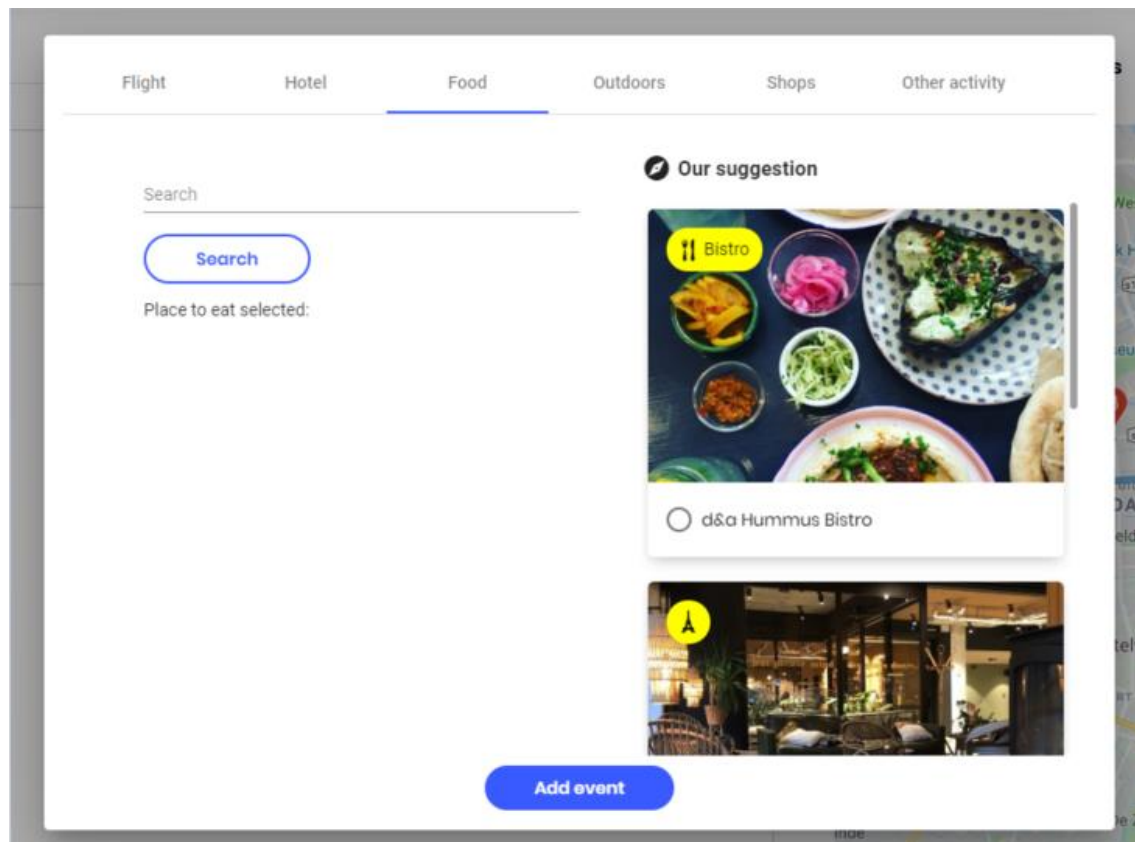 Flight Hotel Food Outdoors Shops Other activity
Search
Search
Place to eat selected:
Our suggestion
Bistro
d&a Hummus Bistro
Add event